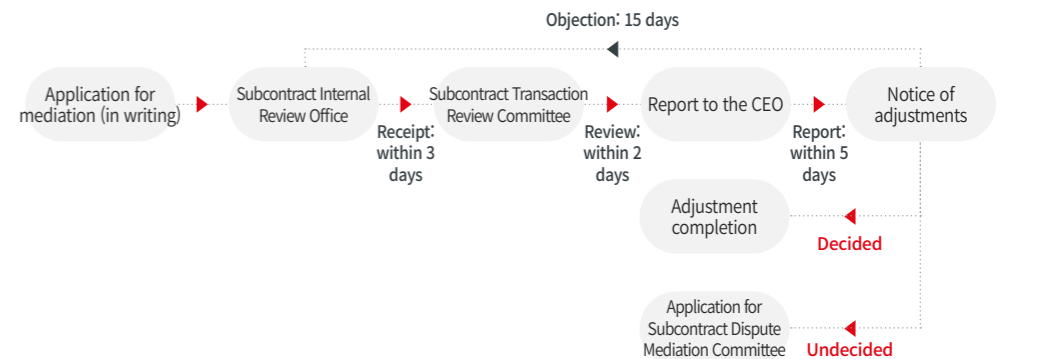 Objection: 15 days
Application for
mediation (in writing)
Subcontract Internal
Review Office
Receipt:
within 3
days
Subcontract Transaction
Review Committee
Review:
within 2
days
Report to the CEO
Report:
within 5
days
Notice of
adjustments
Adjustment
completion
Decided
Application for
Subcontract Dispute
Mediation Committee
Undecided